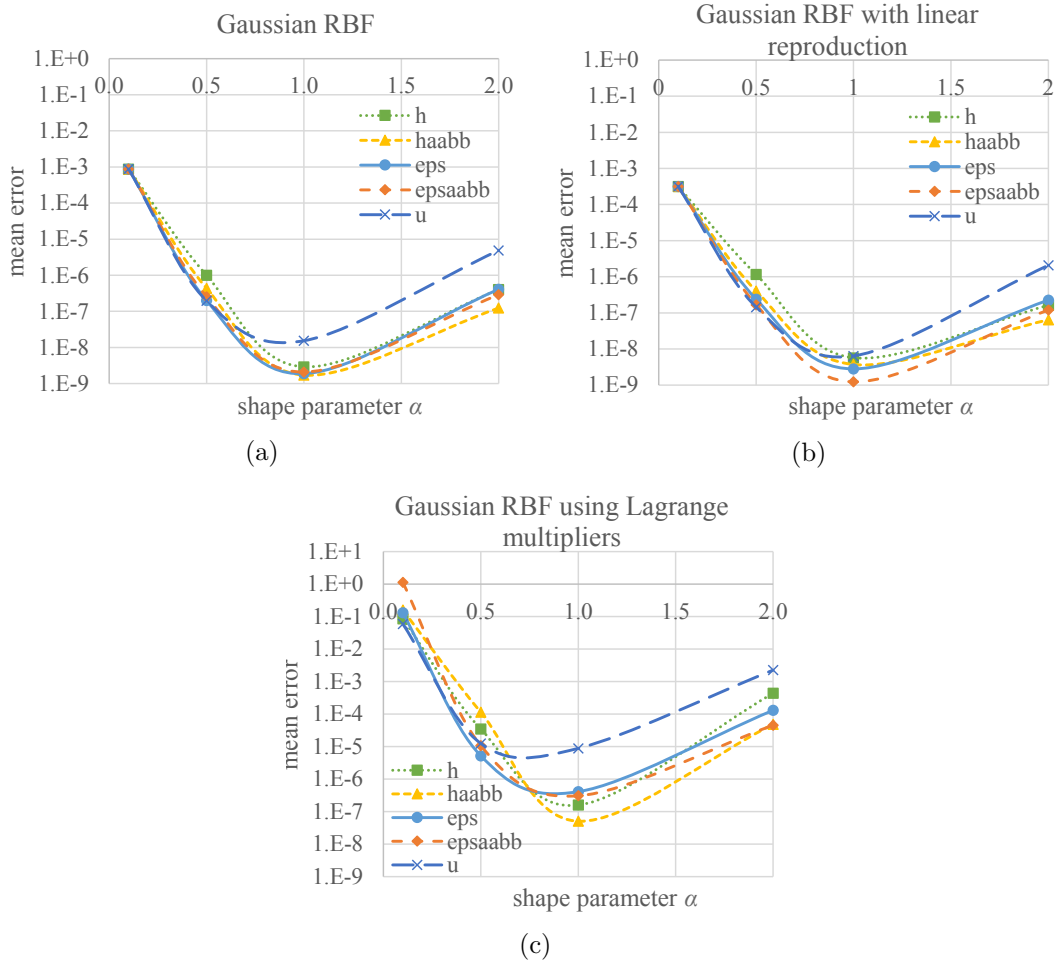 Gaussian RBF
1.E+0
1.E-1
1.E-2
1.E-3
1.E-4
1.E-5
1.E-6
1.E-7
1.E-8
1.E-9
0.0 0.5 1.0 1.5 2.0
mean error
h
haabb
eps
epsaabb
u
shape parameter α
(a)
Gaussian RBF with linear
reproduction
1.E+0
1.E-1
1.E-2
1.E-3
1.E-4
1.E-5
1.E-6
1.E-7
1.E-8
1.E-9
0 0.5 1 1.5 2
mean error
h
haabb
eps
epsaabb
u
shape parameter α
(b)
Gaussian RBF using Lagrange
multipliers
1.E+1
1.E+0
1.E-1
1.E-2
1.E-3
1.E-4
1.E-5
1.E-6
1.E-7
1.E-8
1.E-9
0.0 0.5 1.0 1.5 2.0
mean error
h
haabb
eps
epsaabb
u
shape parameter α
(c)